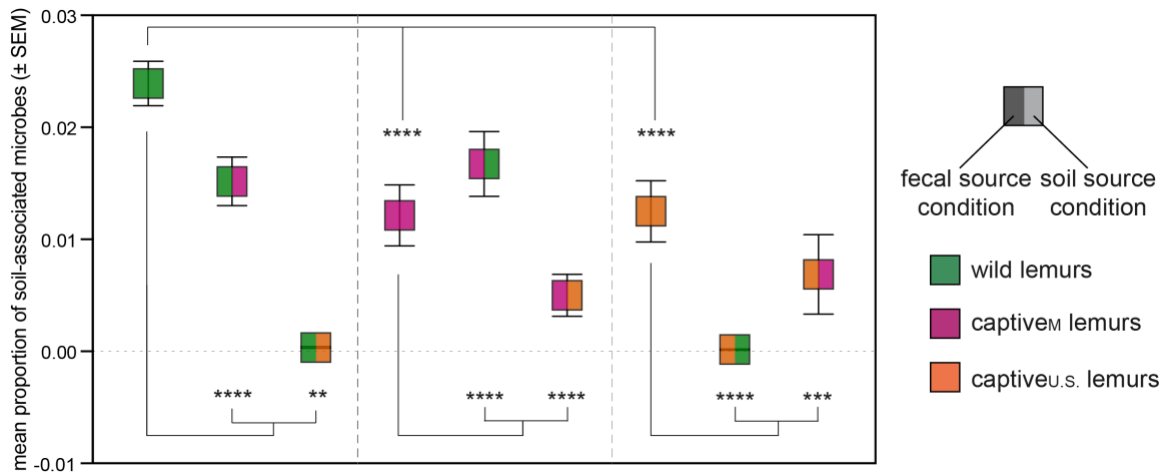 mean proportion of soil-associated microbes (± SEM)
0.03
0.02
0.01
0.00
-0.01
**** ****
**** ** **** **** **** ***
fecal source soil source
condition condition
wild lemurs
captiveM lemurs
captiveU.S. lemurs